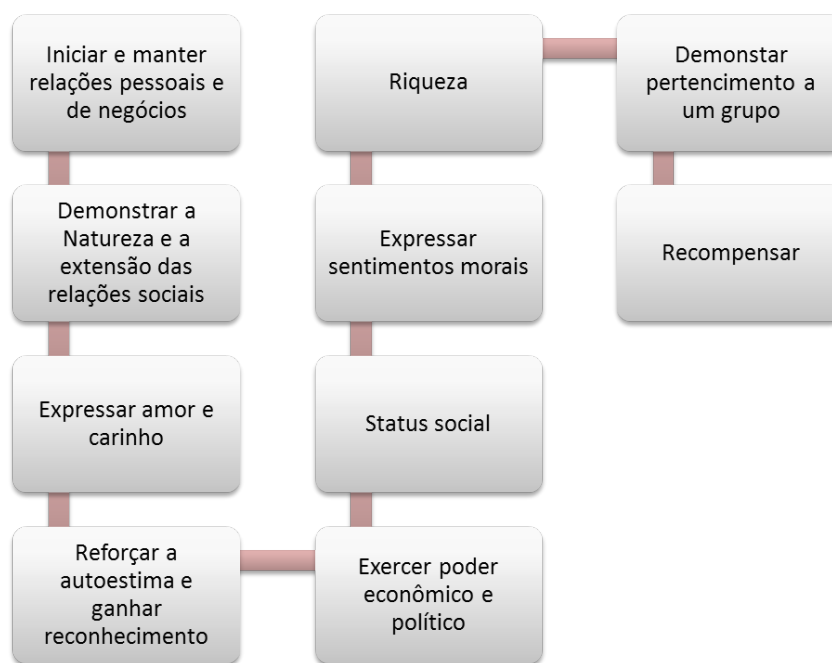 Iniciar e manter
relações pessoais e
de negócios
Demonstrar a
Natureza e a
extensão das
relações sociais
Expressar amor e
carinho
Reforçar a
autoestima e
ganhar
reconhecimento
Exercer poder
econômico e
político
Status social
Expressar
sentimentos morais
Riqueza
Demonstar
pertencimento a
um grupo
Recompensar